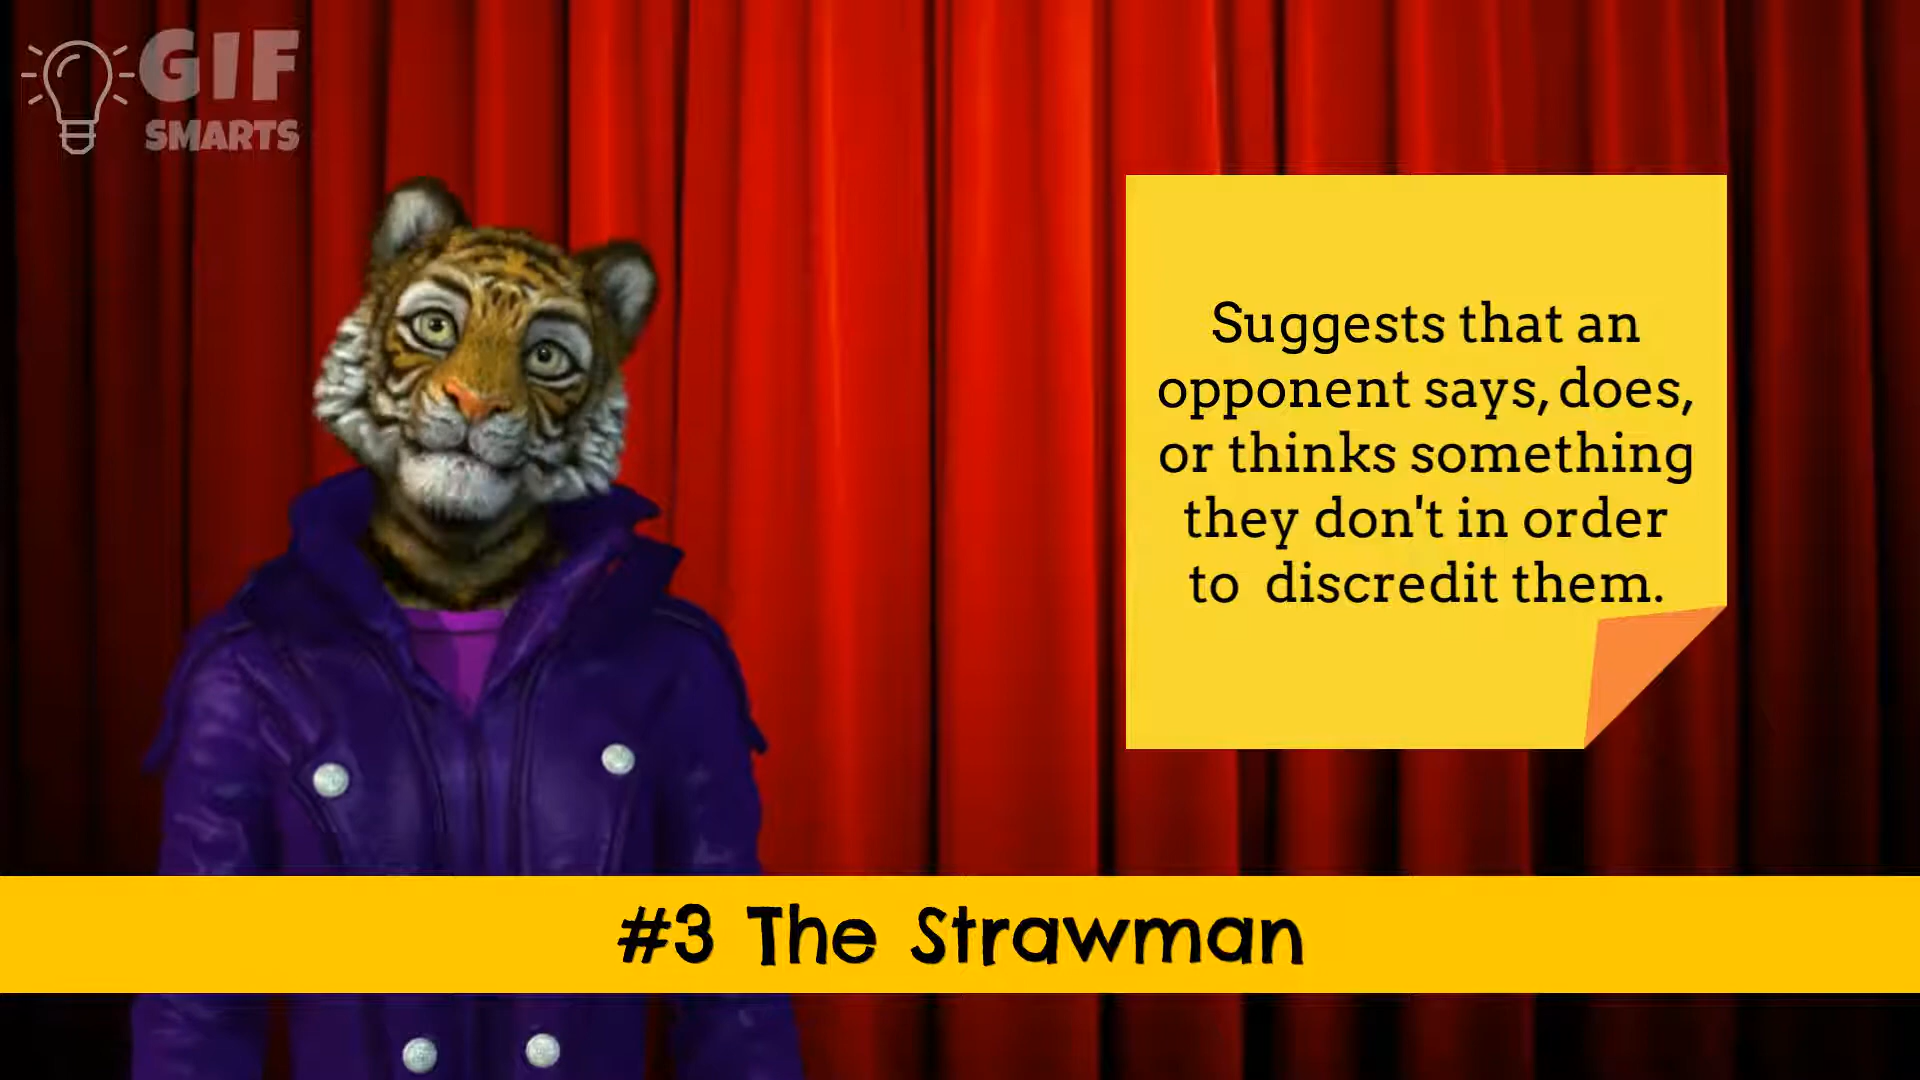 GIF
SMARTS
Suggests that an
opponent says, does,
or thinks something
they don't in order
to  discredit them.
#3 The Strawman